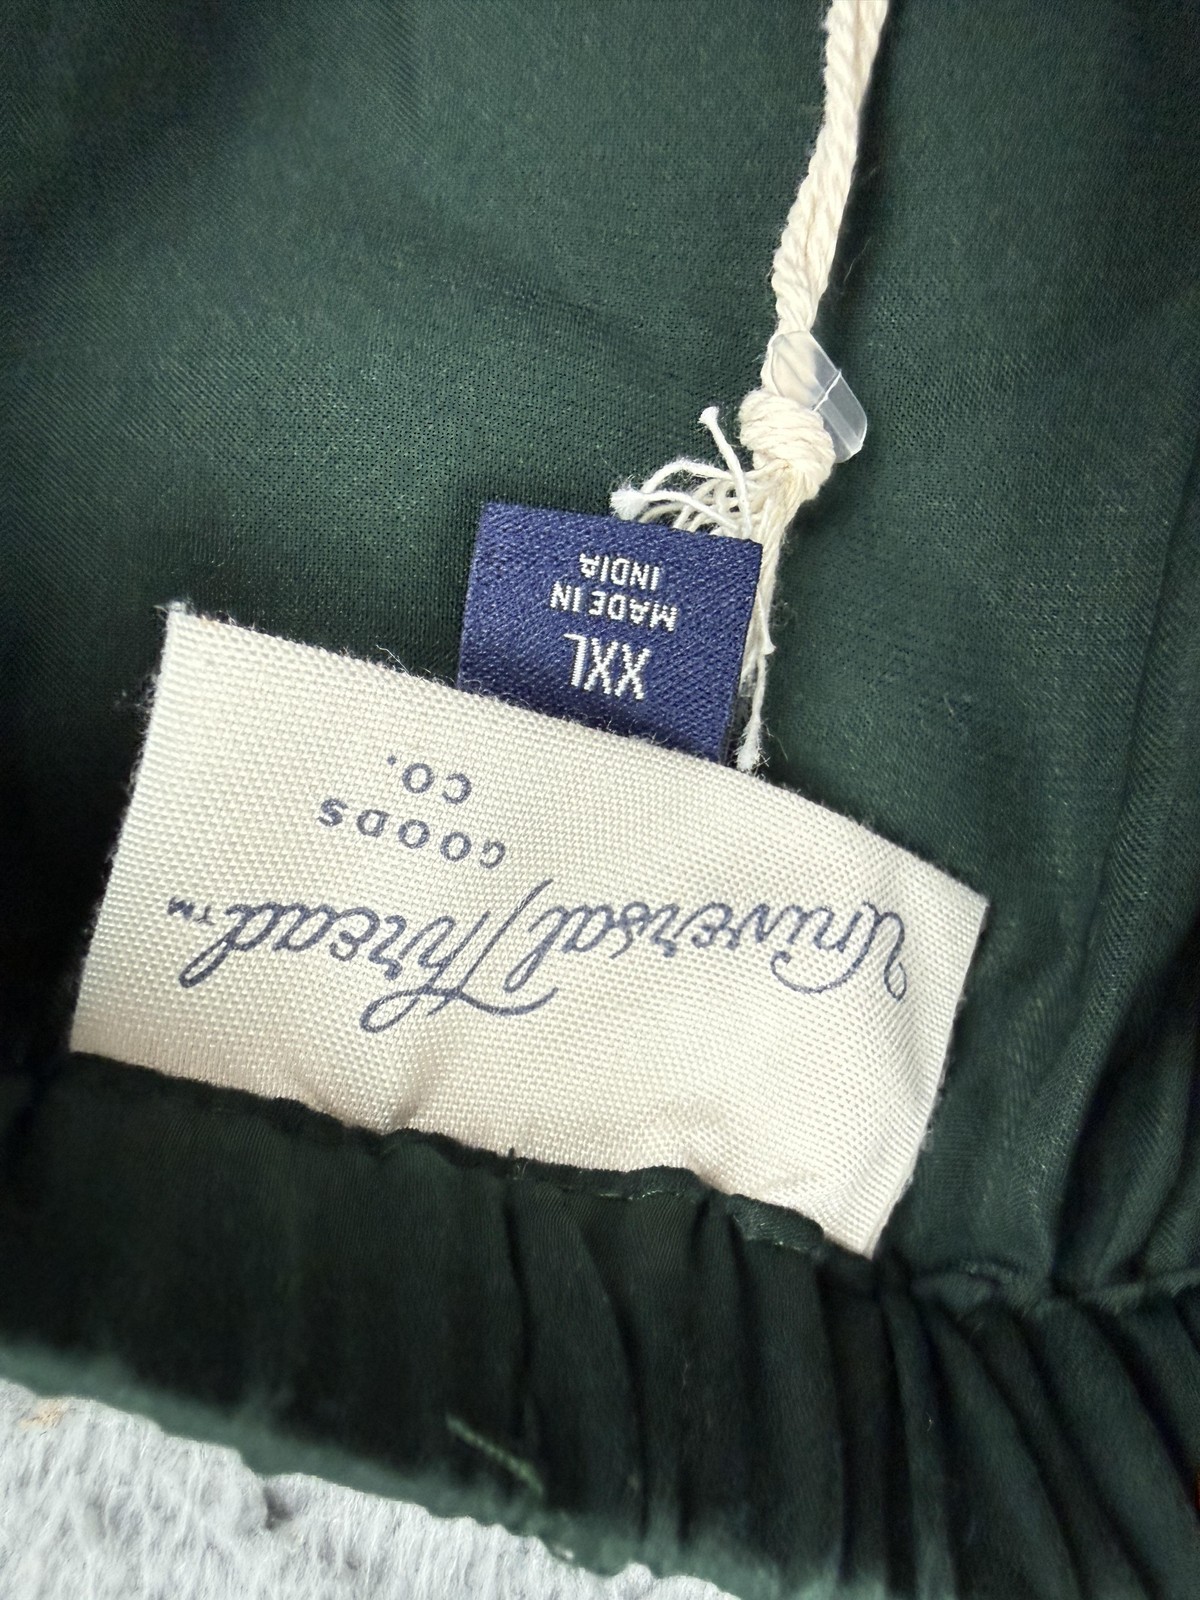 Universal Thread™
GOODS
CO.
XXL
MADE IN
INDIA